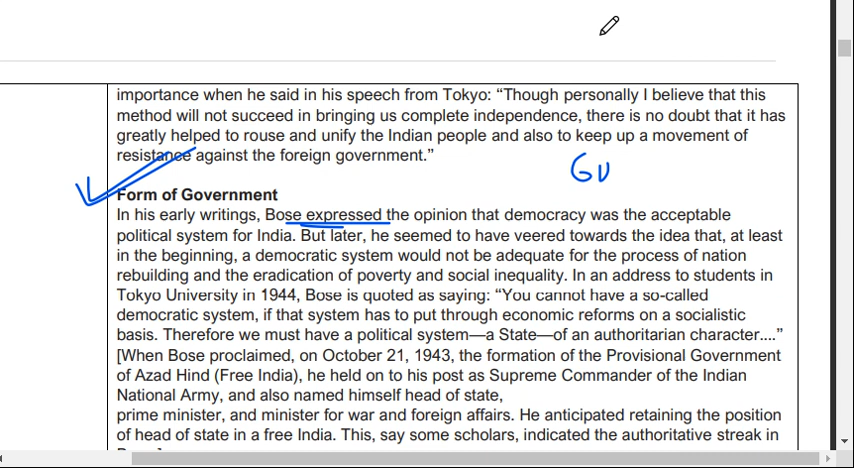 importance when he said in his speech from Tokyo: “Though personally I believe that this
method will not succeed in bringing us complete independence, there is no doubt that it has
greatly helped to rouse and unify the Indian people and also to keep up a movement of
resistance against the foreign government.”
Form of Government
In his early writings, Bose expressed the opinion that democracy was the acceptable
political system for India. But later, he seemed to have veered towards the idea that, at least
in the beginning, a democratic system would not be adequate for the process of nation
rebuilding and the eradication of poverty and social inequality. In an address to students in
Tokyo University in 1944, Bose is quoted as saying: “You cannot have a so-called
democratic system, if that system has to put through economic reforms on a socialistic
basis. Therefore we must have a political system—a State—of an authoritarian character....”
[When Bose proclaimed, on October 21, 1943, the formation of the Provisional Government
of Azad Hind (Free India), he held on to his post as Supreme Commander of the Indian
National Army, and also named himself head of state,
prime minister, and minister for war and foreign affairs. He anticipated retaining the position
of head of state in a free India. This, say some scholars, indicated the authoritative streak in